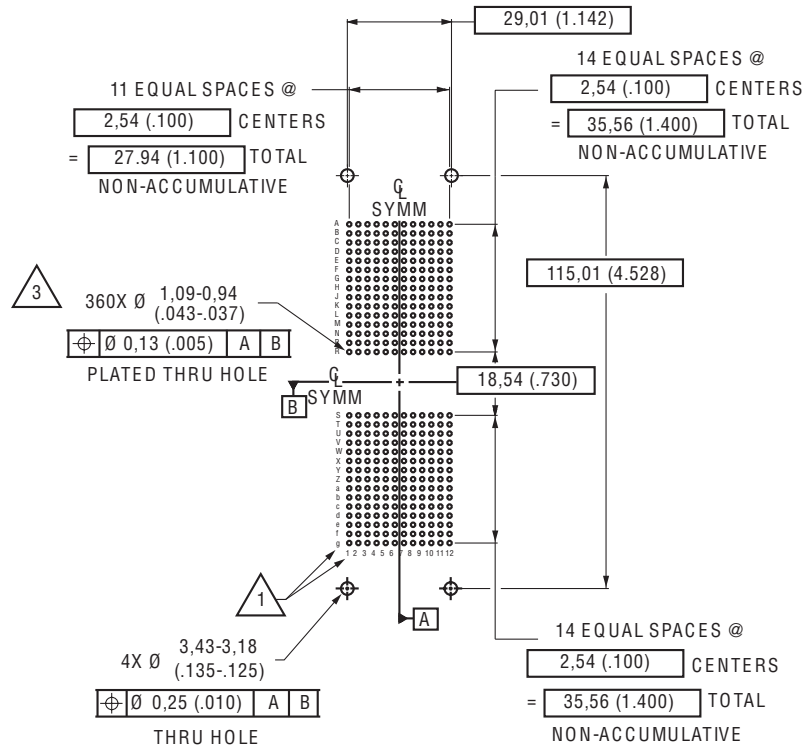 29,01 (1.142)
14 EQUAL SPACES @
2,54 (.100) CENTERS
= 35,56 (1.400) TOTAL
NON-ACCUMULATIVE
11 EQUAL SPACES @
2,54 (.100) CENTERS
= 27.94 (1.100) TOTAL
NON-ACCUMULATIVE
CL
SYMM
A
B
C
D
E
F
G
H
J
K
L
M
N
P
R
115,01 (4.528)
3
360X Ø 1,09-0,94
(.043-.037)
Ø 0,13 (.005) A B
PLATED THRU HOLE
CL
SYMM
B
18,54 (.730)
S
T
U
V
W
X
Y
Z
a
b
c
d
e
f
g
1 2 3 4 5 6 7 8 9 10 11 12
1
A
4X Ø 3,43-3,18
(.135-.125)
Ø 0,25 (.010) A B
THRU HOLE
14 EQUAL SPACES @
2,54 (.100) CENTERS
= 35,56 (1.400) TOTAL
NON-ACCUMULATIVE